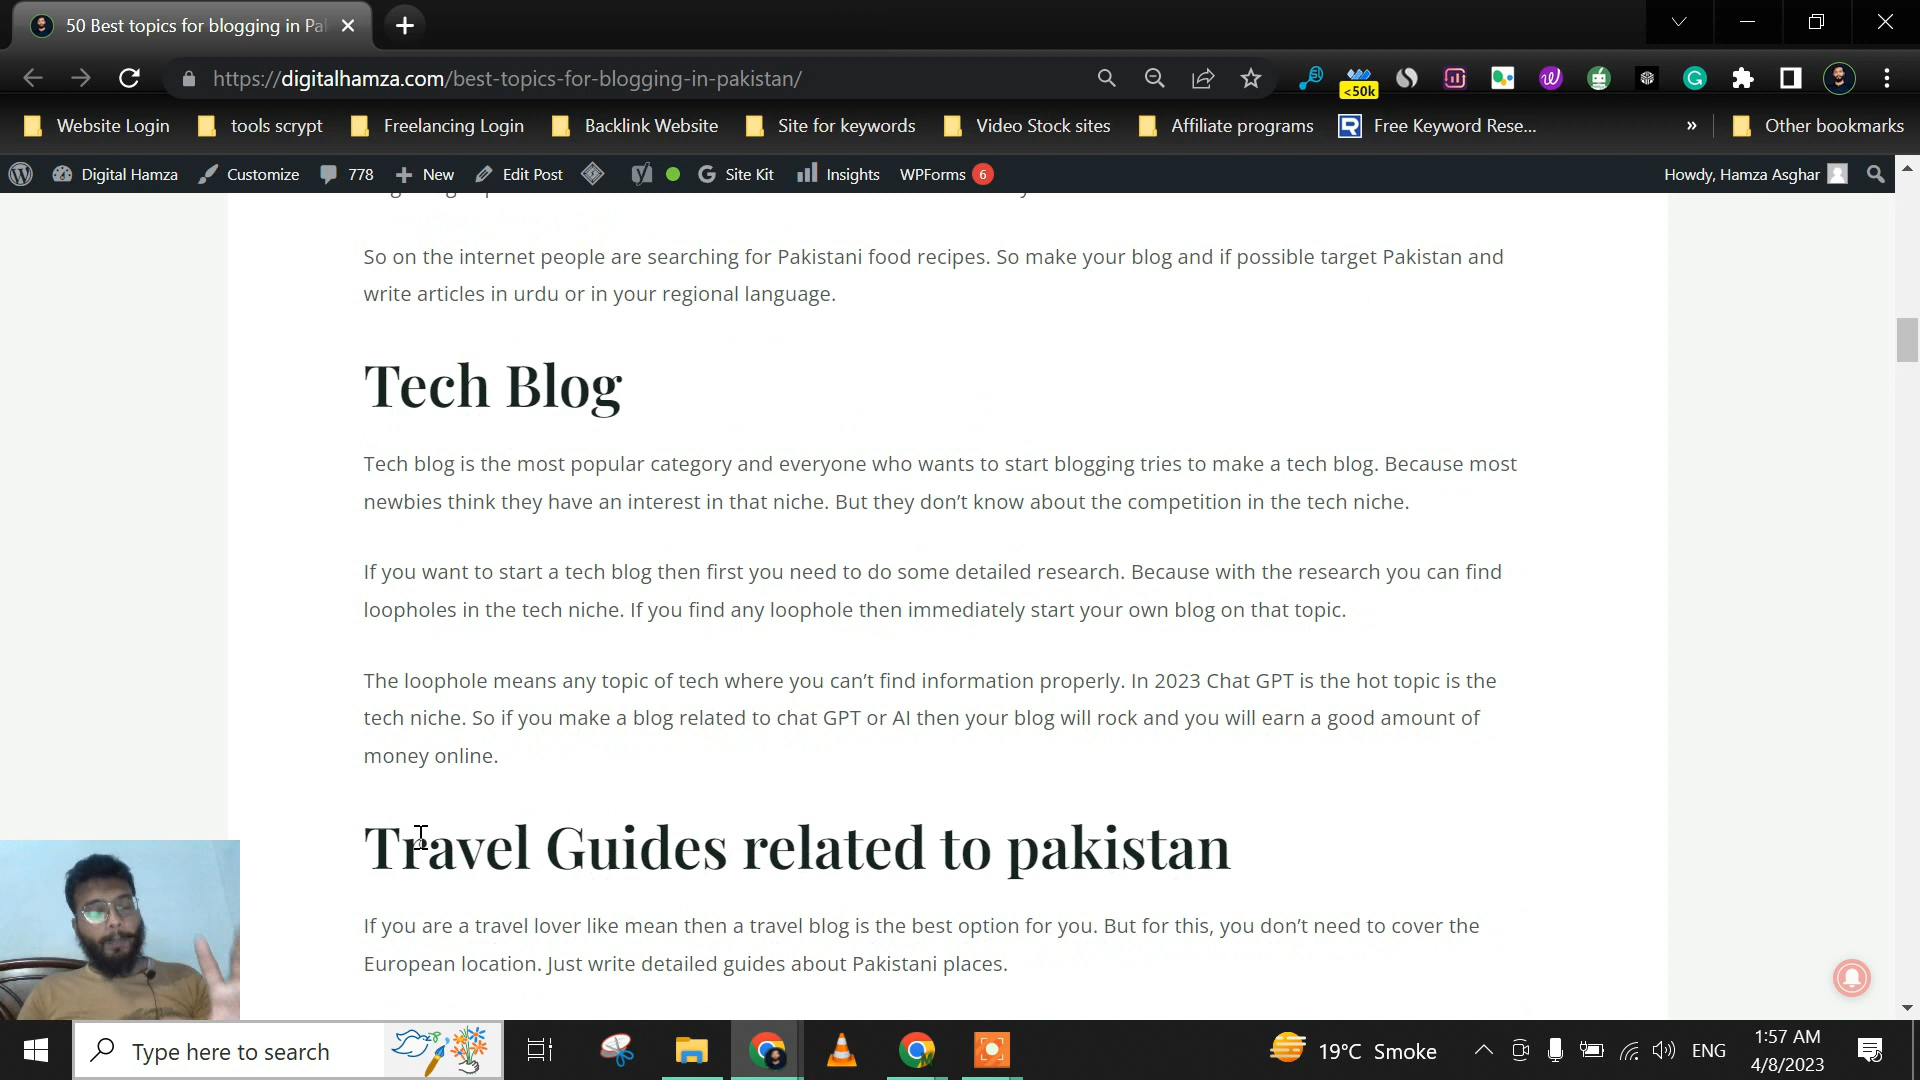 50 Best topics for blogging in Pa
https://digitalhamza.com/best-topics-for-blogging-in-pakistan/
<50k
Website Login
tools scrypt
Freelancing Login
Backlink Website
Site for keywords
Video Stock sites
Affiliate programs
Free Keyword Rese...
»
Other bookmarks
Digital Hamza
Customize
778
New
Edit Post
Site Kit
Insights
WPForms 6
Howdy, Hamza Asghar
So on the internet people are searching for Pakistani food recipes. So make your blog and if possible target Pakistan and
write articles in urdu or in your regional language.
Tech Blog
Tech blog is the most popular category and everyone who wants to start blogging tries to make a tech blog. Because most
newbies think they have an interest in that niche. But they don’t know about the competition in the tech niche.
If you want to start a tech blog then first you need to do some detailed research. Because with the research you can find
loopholes in the tech niche. If you find any loophole then immediately start your own blog on that topic.
The loophole means any topic of tech where you can’t find information properly. In 2023 Chat GPT is the hot topic is the
tech niche. So if you make a blog related to chat GPT or AI then your blog will rock and you will earn a good amount of
money online.
Travel Guides related to pakistan
If you are a travel lover like mean then a travel blog is the best option for you. But for this, you don’t need to cover the
European location. Just write detailed guides about Pakistani places.
Type here to search
19°C Smoke
ENG
1:57 AM
4/8/2023